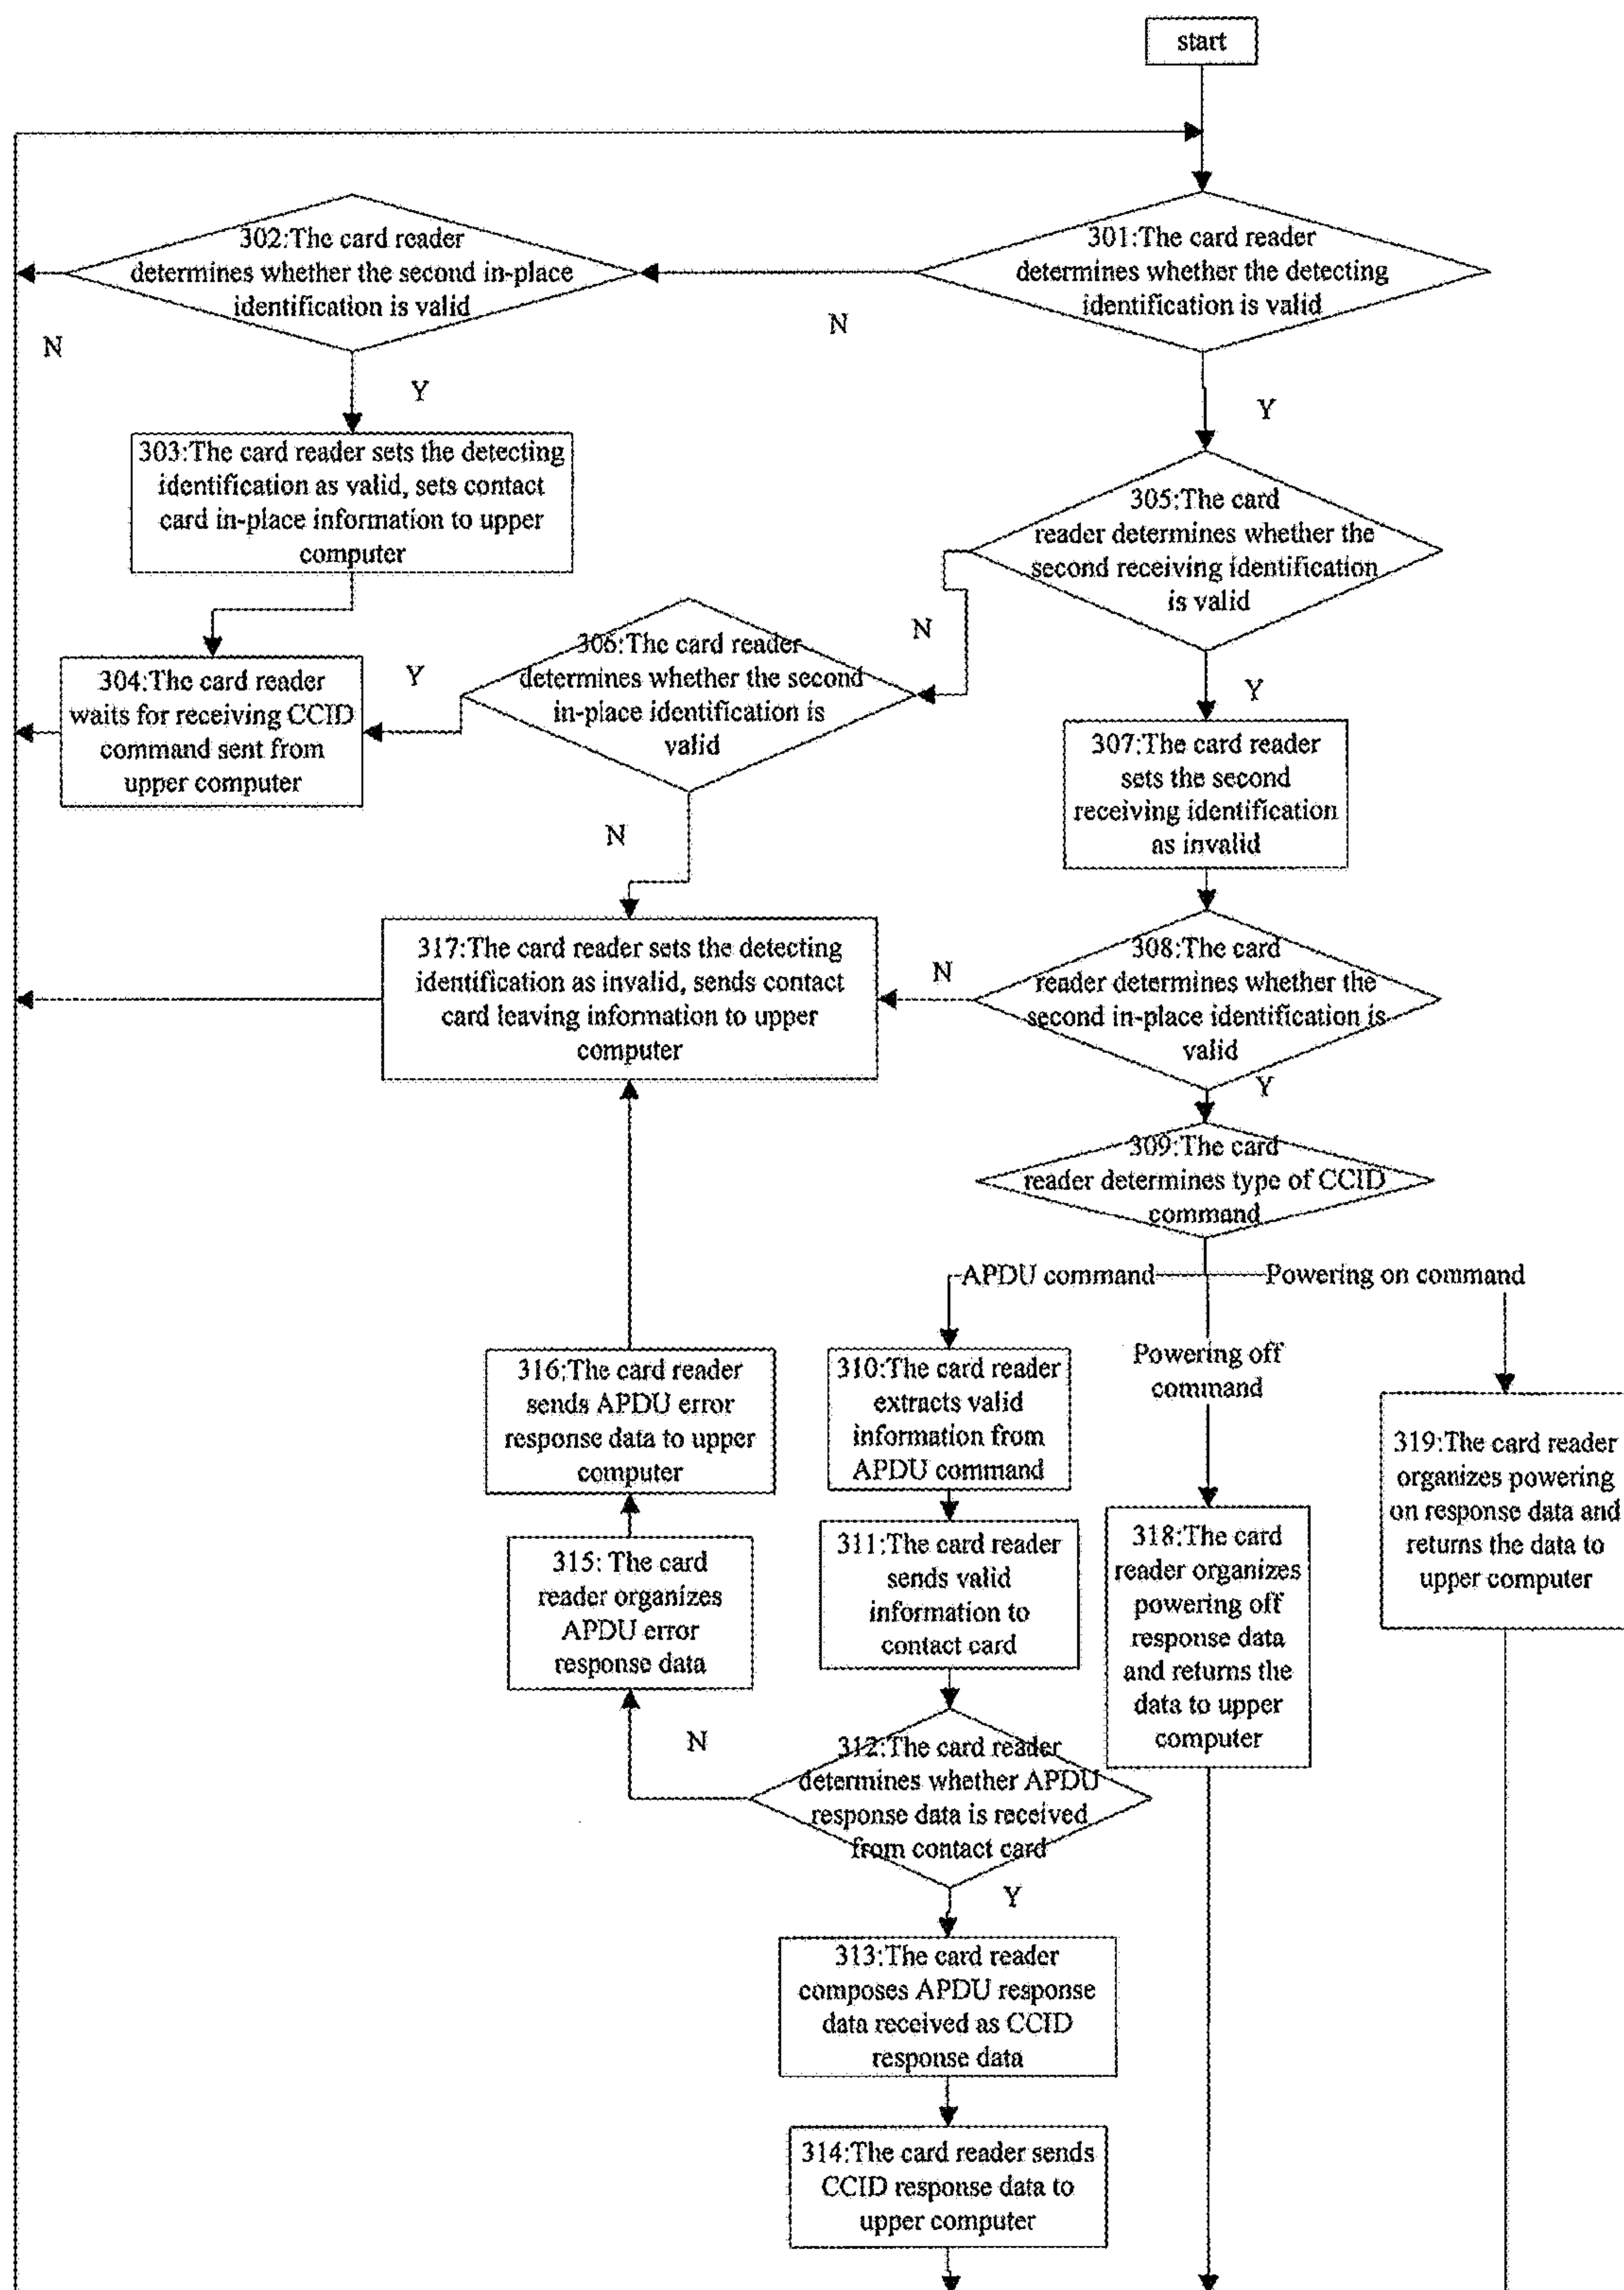 start
302:The card reader
determines whether the second in-place
identification is valid
301:The card reader
determines whether the detecting
identification is valid
N
N
Y
Y
303:The card reader sets the detecting
identification as valid, sets contact
card in-place information to upper
computer
305:The card
reader determines whether the
second receiving identification
is valid
304:The card reader
waits for receiving CCID
command sent from
upper computer
Y
306:The card reader
determines whether the second
in-place identification is
valid
N
Y
307:The card reader
sets the second
receiving identification
as invalid
N
317:The card reader sets the detecting
identification as invalid, sends contact
card leaving information to upper
computer
N
308:The card
reader determines whether the
second in-place identification is
valid
Y
309:The card
reader determines type of CCID
command
APDU command
Powering on command
Powering off
command
316:The card reader
sends APDU error
response data to upper
computer
310:The card reader
extracts valid
information from
APDU command
319:The card reader
organizes powering
on response data and
returns the data to
upper computer
315: The card
reader organizes
APDU error
response data
311:The card reader
sends valid
information to
contact card
318:The card
reader organizes
powering off
response data
and returns the
data to upper
computer
N
312:The card reader
determines whether APDU
response data is received
from contact card
Y
313:The card reader
composes APDU response
data received as CCID
response data
314:The card reader sends
CCID response data to
upper computer